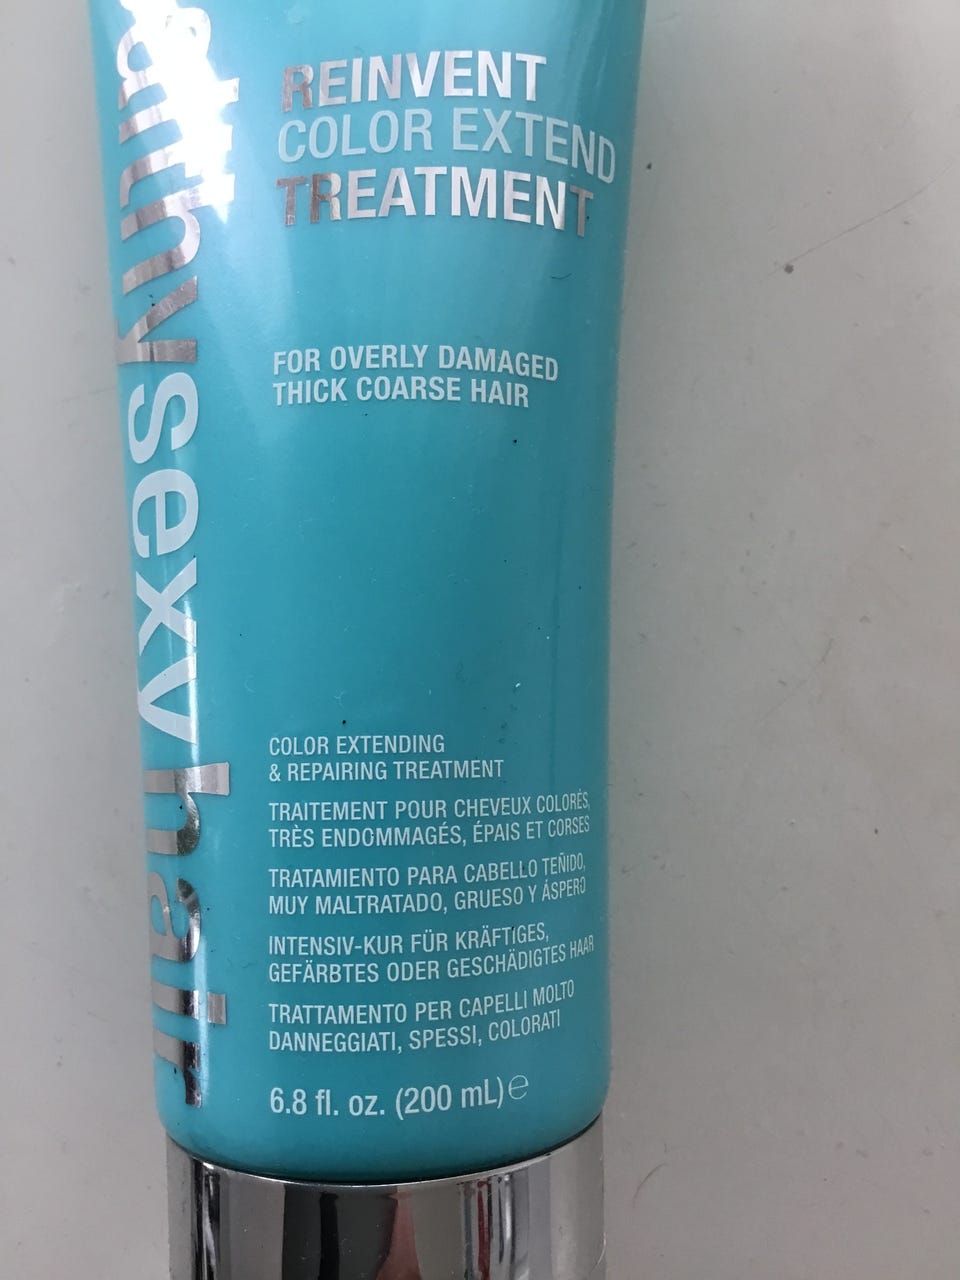 althysexy hair
REINVENT
COLOR EXTEND
TREATMENT
FOR OVERLY DAMAGED
THICK COARSE HAIR
COLOR EXTENDING
& REPAIRING TREATMENT
TRAITEMENT POUR CHEVEUX COLORÉS,
TRÈS ENDOMMAGÉS, ÉPAIS ET CORSES
TRATAMIENTO PARA CABELLO TEÑIDO,
MUY MALTRATADO, GRUESO Y ÁSPERO
INTENSIV-KUR FÜR KRÄFTIGES,
GEFÄRBTES ODER GESCHÄDIGTES HAAR
TRATTAMENTO PER CAPELLI MOLTO
DANNEGGIATI, SPESSI, COLORATI
6.8 fl. oz. (200 mL) ℮